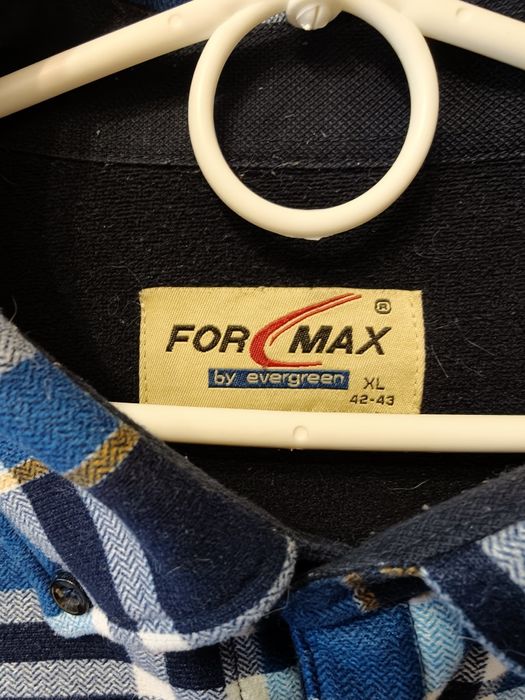 ®
FOR MAX
by evergreen XL
42-43